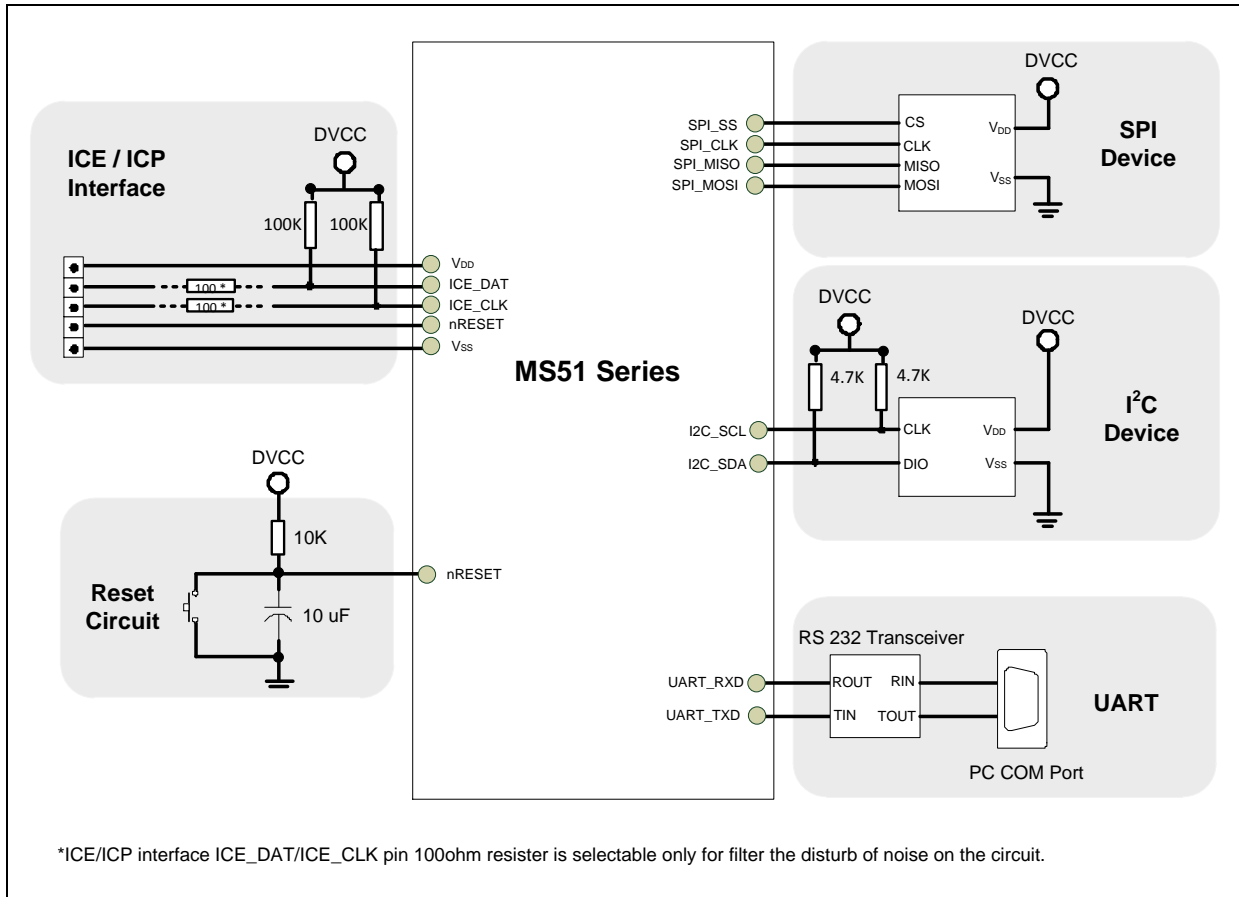 ICE / ICP
Interface
DVCC
100K
100K
100 *
100 *
VDD
ICE_DAT
ICE_CLK
nRESET
VSS
DVCC
10K
Reset
Circuit
10 uF
nRESET
MS51 Series
SPI_SS
SPI_CLK
SPI_MISO
SPI_MOSI
CS
CLK
MISO
MOSI
VDD
VSS
DVCC
SPI
Device
DVCC
4.7K
4.7K
I2C_SCL
I2C_SDA
CLK
DIO
VDD
VSS
DVCC
I²C
Device
RS 232 Transceiver
UART_RXD
UART_TXD
ROUT
RIN
TIN
TOUT
UART
PC COM Port
*ICE/ICP interface ICE_DAT/ICE_CLK pin 100ohm resister is selectable only for filter the disturb of noise on the circuit.